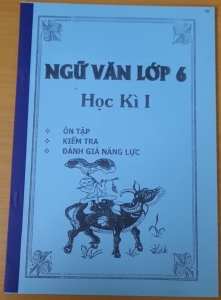 NGỮ VĂN LỚP 6
Học Kì I
ÔN TẬP
KIỂM TRA
ĐÁNH GIÁ NĂNG LỰC